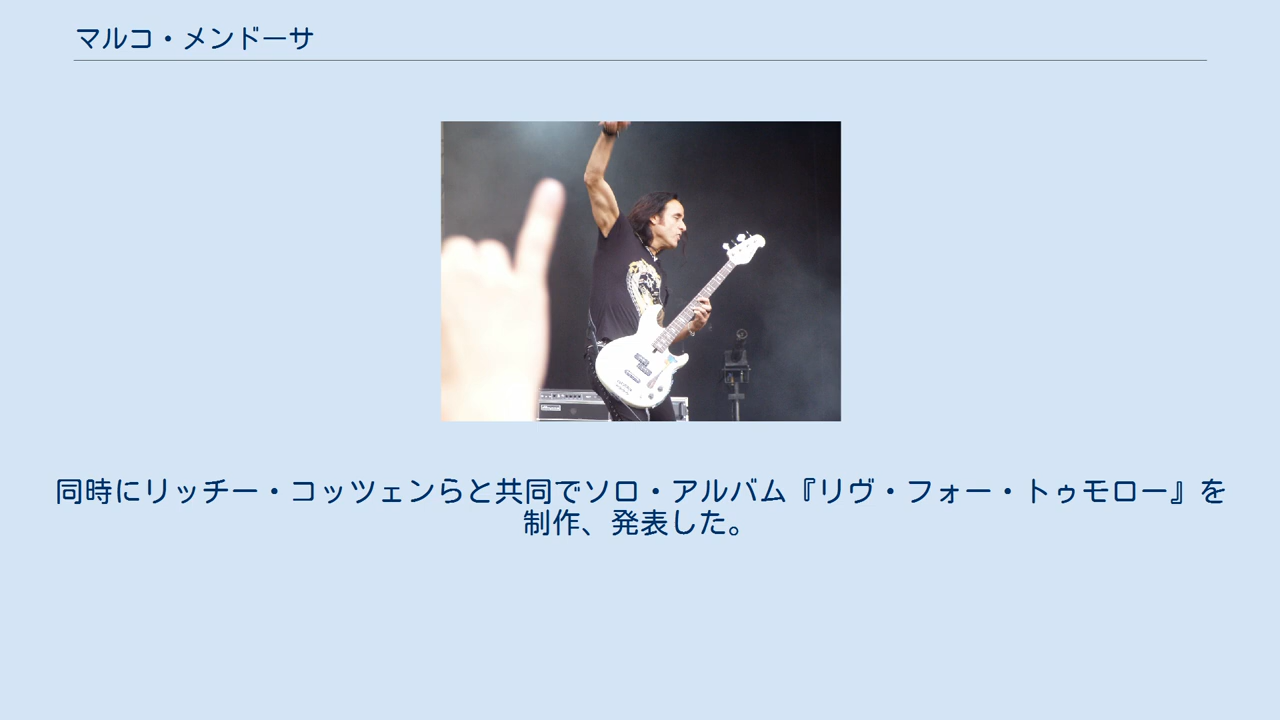 マルコ・メンドーサ
同時にリッチー・コッツェンらと共同でソロ・アルバム『リヴ・フォー・トゥモロー』を
制作、発表した。